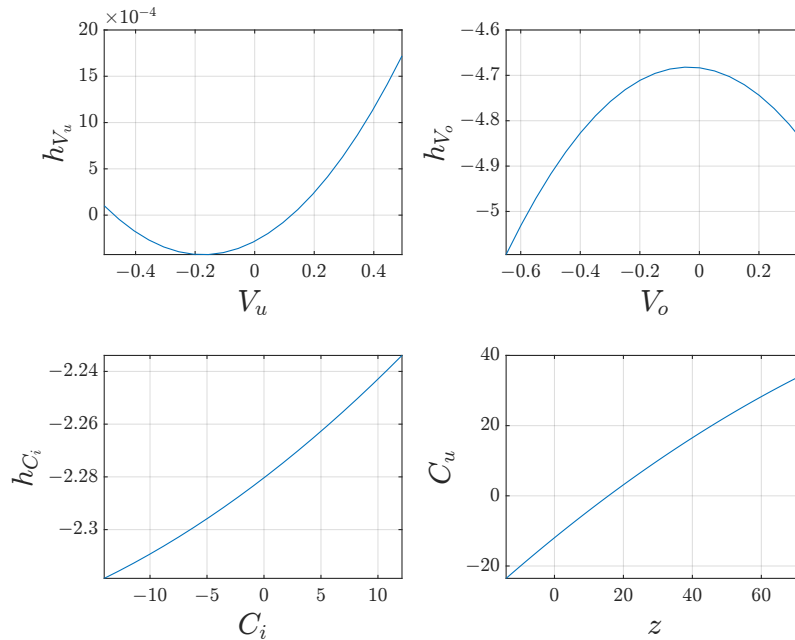 ×10⁻⁴
20
15
10
5
0
h_{V_u}
−0.4 −0.2 0 0.2 0.4
V_u
−4.6
−4.7
−4.8
−4.9
−5
h_{V_o}
−0.6 −0.4 −0.2 0 0.2
V_o
−2.24
−2.26
−2.28
−2.3
h_{C_i}
−10 −5 0 5 10
C_i
40
20
0
−20
C_u
0 20 40 60
z